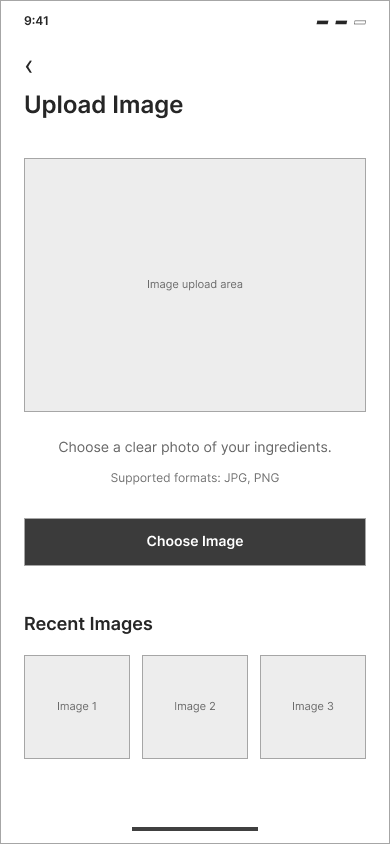 9:41
‹
Upload Image
Image upload area
Choose a clear photo of your ingredients.
Supported formats: JPG, PNG
Choose Image
Recent Images
Image 1 Image 2 Image 3